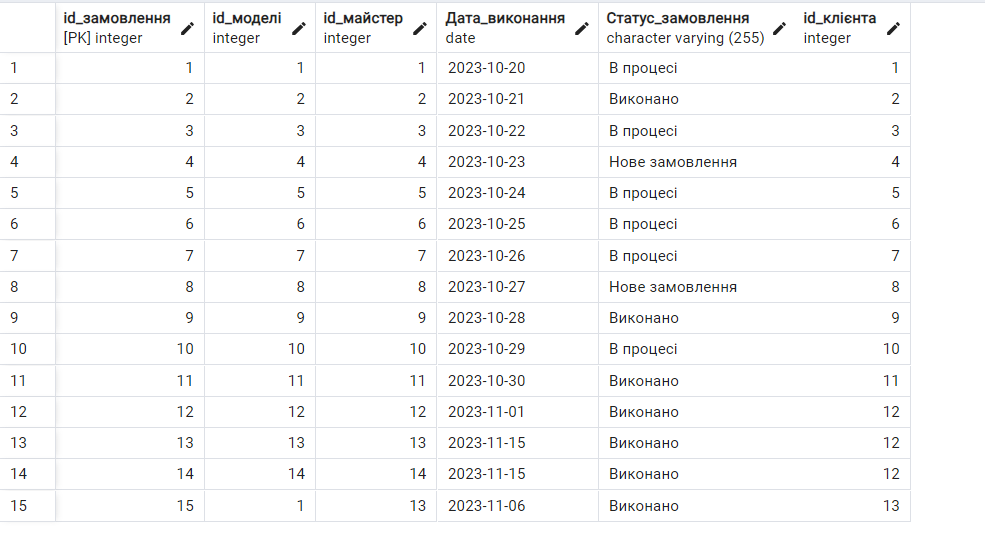 id_замовлення id_моделі id_майстер Дата_виконання Статус_замовлення id_клієнта
[PK] integer integer integer date character varying (255) integer
1 1 1 1 2023-10-20 В процесі 1
2 2 2 2 2023-10-21 Виконано 2
3 3 3 3 2023-10-22 В процесі 3
4 4 4 4 2023-10-23 Нове замовлення 4
5 5 5 5 2023-10-24 В процесі 5
6 6 6 6 2023-10-25 В процесі 6
7 7 7 7 2023-10-26 В процесі 7
8 8 8 8 2023-10-27 Нове замовлення 8
9 9 9 9 2023-10-28 Виконано 9
10 10 10 10 2023-10-29 В процесі 10
11 11 11 11 2023-10-30 Виконано 11
12 12 12 12 2023-11-01 Виконано 12
13 13 13 13 2023-11-15 Виконано 12
14 14 14 14 2023-11-15 Виконано 12
15 15 1 13 2023-11-06 Виконано 13